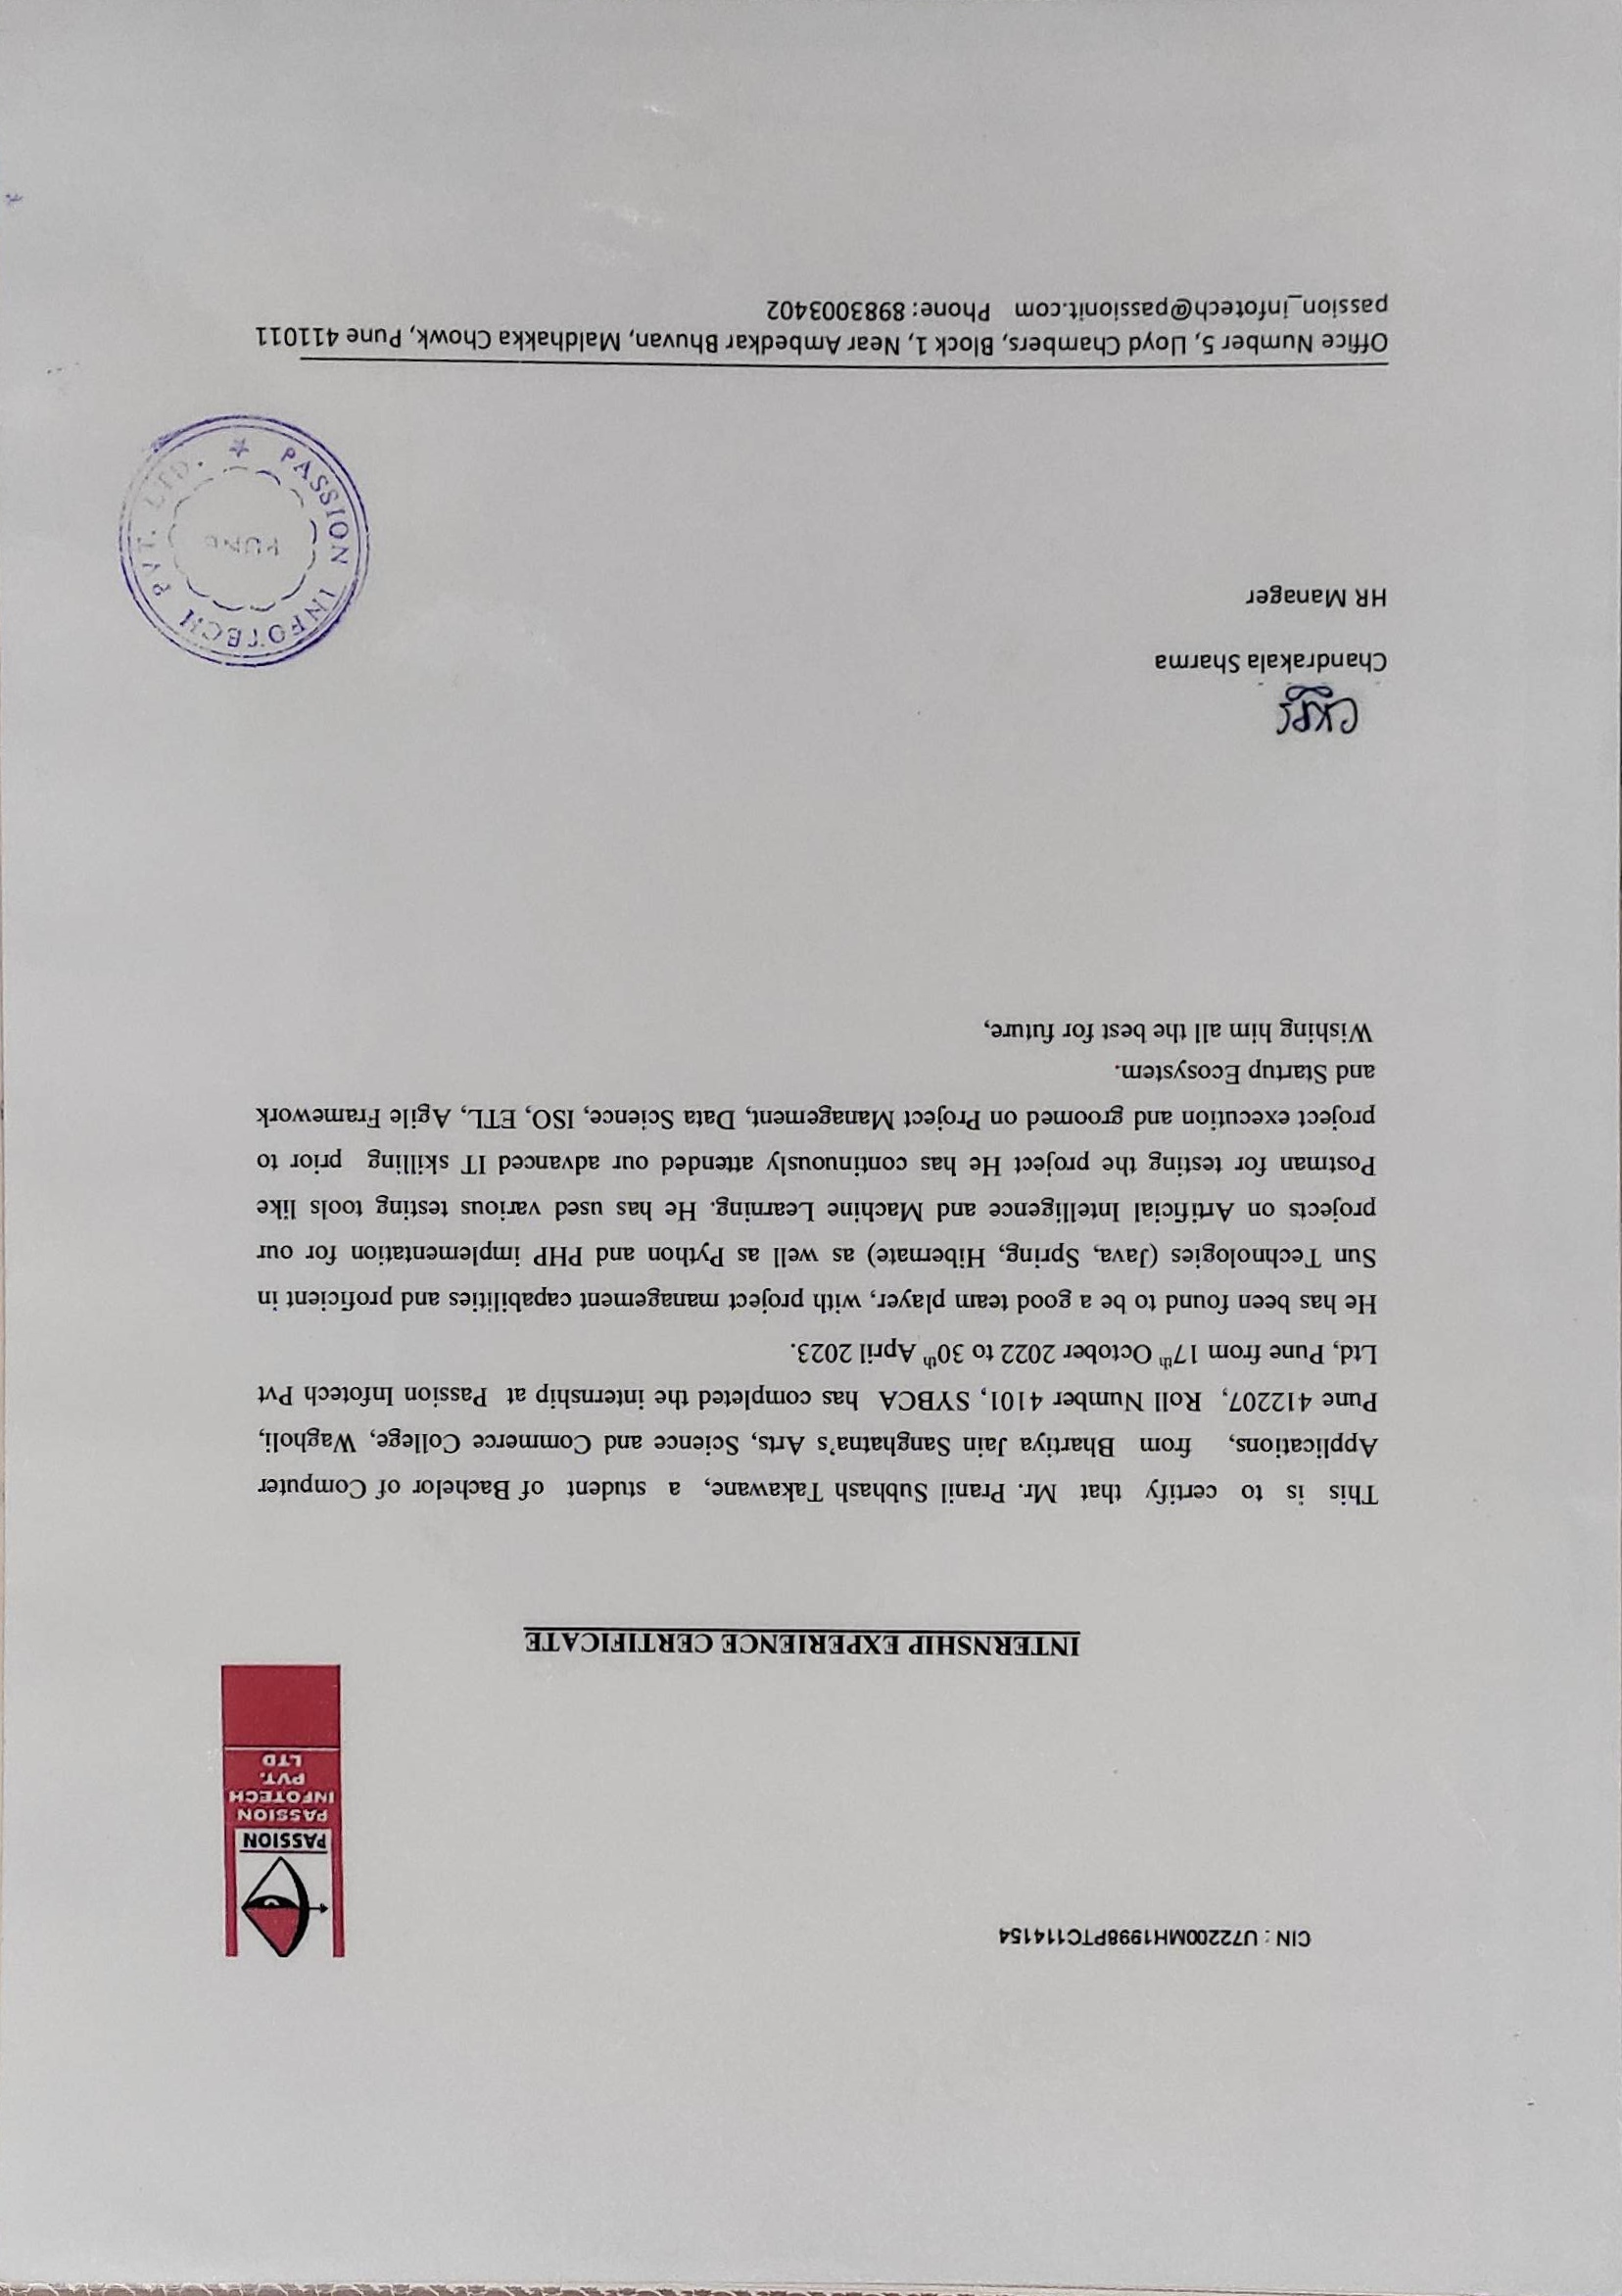 CIN : U72200MH1998PTC114154
PASSION
PASSION
INFOTECH
PVT.
LTD
INTERNSHIP EXPERIENCE CERTIFICATE
This is to certify that Mr. Pranil Subhash Takawane, a student of Bachelor of Computer
Applications, from Bhartiya Jain Sanghatna's Arts, Science and Commerce College, Wagholi,
Pune 412207, Roll Number 4101, SYBCA has completed the internship at Passion Infotech Pvt
Ltd, Pune from 17th October 2022 to 30th April 2023.
He has been found to be a good team player, with project management capabilities and proficient in
Sun Technologies (Java, Spring, Hibernate) as well as Python and PHP implementation for our
projects on Artificial Intelligence and Machine Learning. He has used various testing tools like
Postman for testing the project He has continuously attended our advanced IT skilling prior to
project execution and groomed on Project Management, Data Science, ISO, ETL, Agile Framework
and Startup Ecosystem.
Wishing him all the best for future,
CKPS
Chandrakala Sharma
HR Manager
PASSION INFOTECH PVT. LTD.
PUNE
Office Number 5, Lloyd Chambers, Block 1, Near Ambedkar Bhuvan, Maldhakka Chowk, Pune 411011
passion_infotech@passionit.com Phone: 8983003402